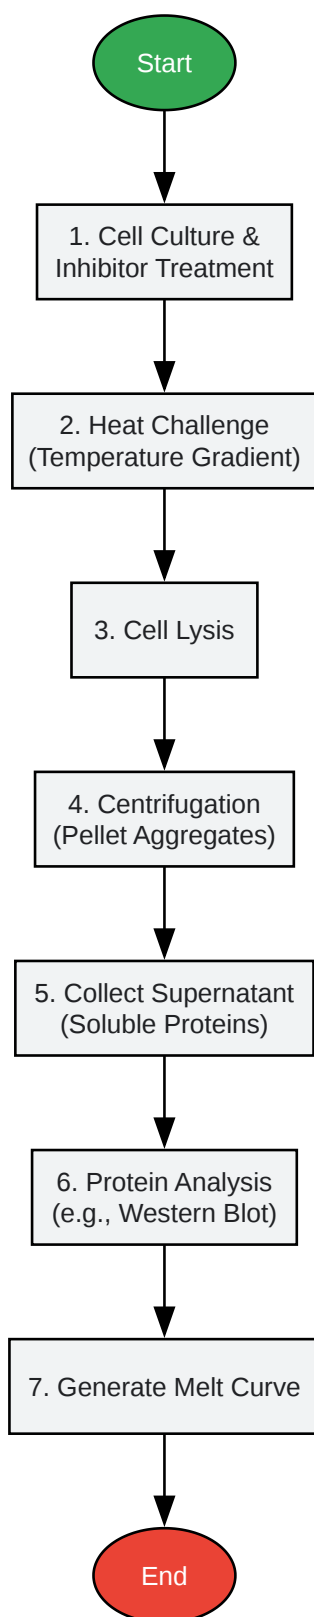 Start
1. Cell Culture &
Inhibitor Treatment
2. Heat Challenge
(Temperature Gradient)
3. Cell Lysis
4. Centrifugation
(Pellet Aggregates)
5. Collect Supernatant
(Soluble Proteins)
6. Protein Analysis
(e.g., Western Blot)
7. Generate Melt Curve
End